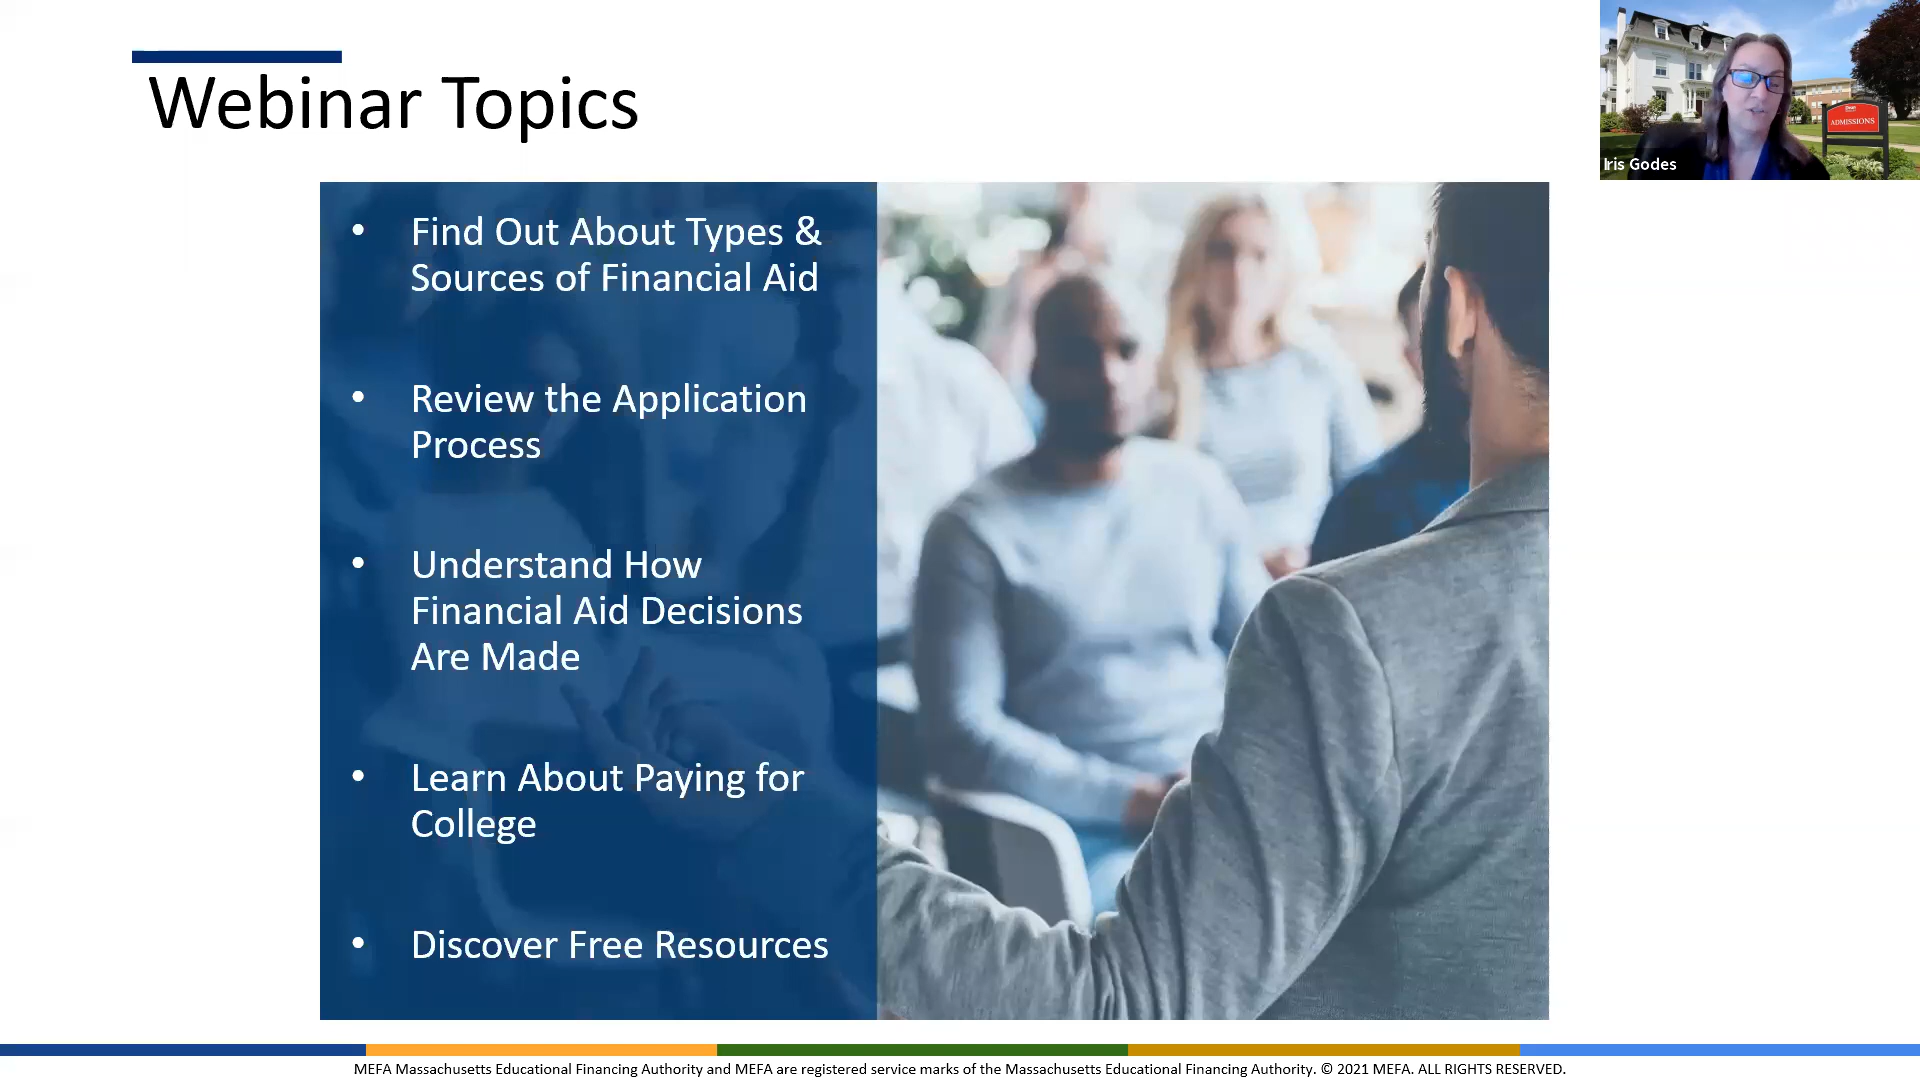 Webinar Topics
ADMISSIONS
Iris Godes
• Find Out About Types &
Sources of Financial Aid
• Review the Application
Process
• Understand How
Financial Aid Decisions
Are Made
• Learn About Paying for
College
• Discover Free Resources
MEFA Massachusetts Educational Financing Authority and MEFA are registered service marks of the Massachusetts Educational Financing Authority. © 2021 MEFA. ALL RIGHTS RESERVED.